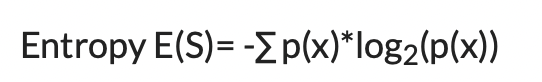 Entropy E(S)= -∑p(x)*log₂(p(x))